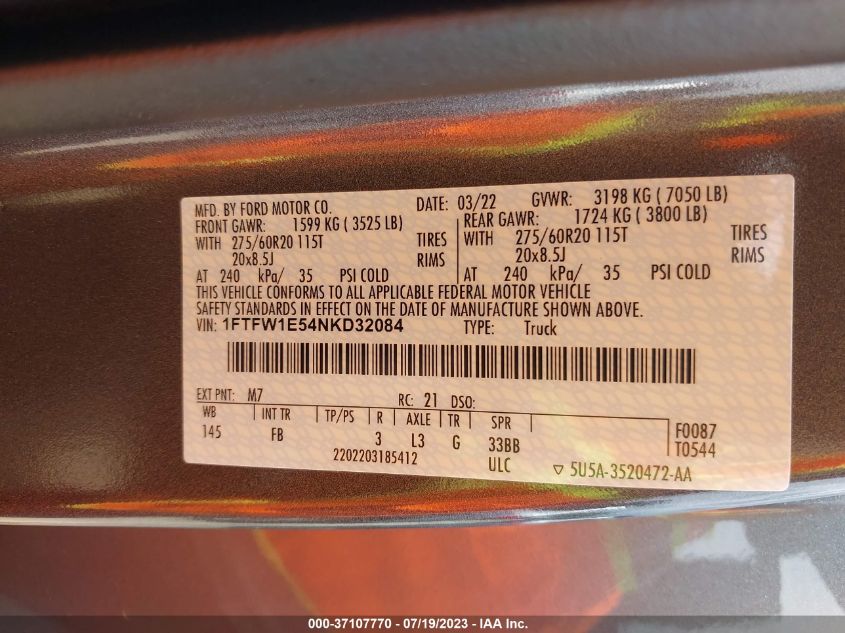 MFD. BY FORD MOTOR CO. DATE: 03/22 GVWR: 3198 KG ( 7050 LB)
FRONT GAWR: 1599 KG ( 3525 LB) REAR GAWR: 1724 KG ( 3800 LB)
WITH 275/60R20 115T TIRES WITH 275/60R20 115T TIRES
20x8.5J RIMS 20x8.5J RIMS
AT 240 kPa/ 35 PSI COLD AT 240 kPa/ 35 PSI COLD
THIS VEHICLE CONFORMS TO ALL APPLICABLE FEDERAL MOTOR VEHICLE
SAFETY STANDARDS IN EFFECT ON THE DATE OF MANUFACTURE SHOWN ABOVE.
VIN: 1FTFW1E54NKD32084 TYPE: Truck
EXT PNT: M7 RC: 21 DSO:
WB INT TR TP/PS R AXLE TR SPR F0087
145 FB 3 L3 G 33BB T0544
2202203185412 ULC ▽ 5U5A-3520472-AA
000-37107770 - 07/19/2023 - IAA Inc.